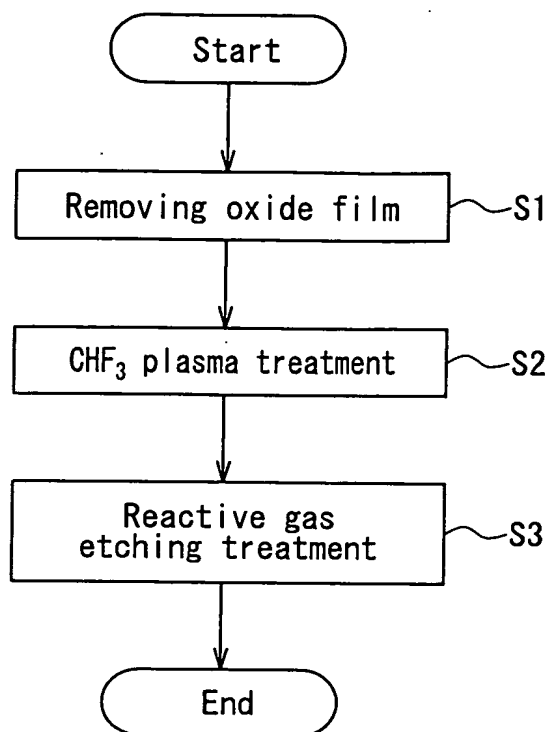 Start
Removing oxide film
S1
CHF₃ plasma treatment
S2
Reactive gas
etching treatment
S3
End